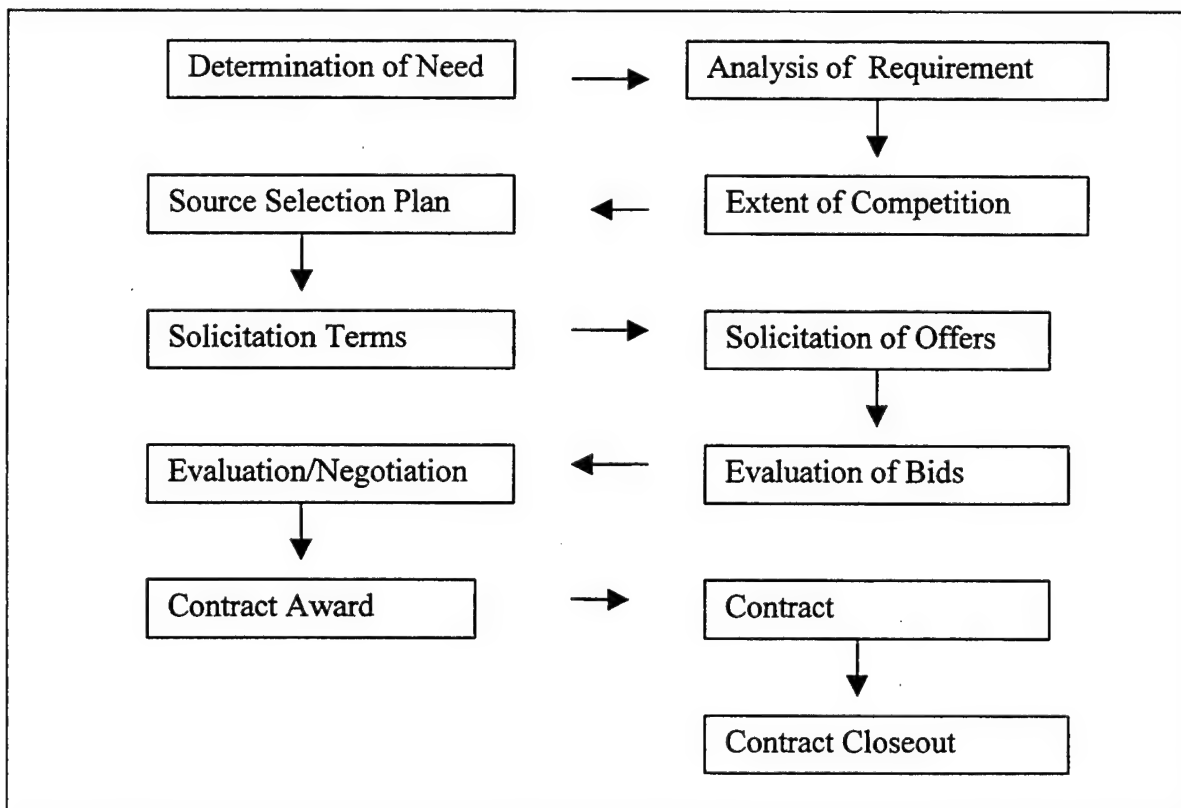 Determination of Need
Analysis of Requirement
Source Selection Plan
Extent of Competition
Solicitation Terms
Solicitation of Offers
Evaluation/Negotiation
Evaluation of Bids
Contract Award
Contract
Contract Closeout